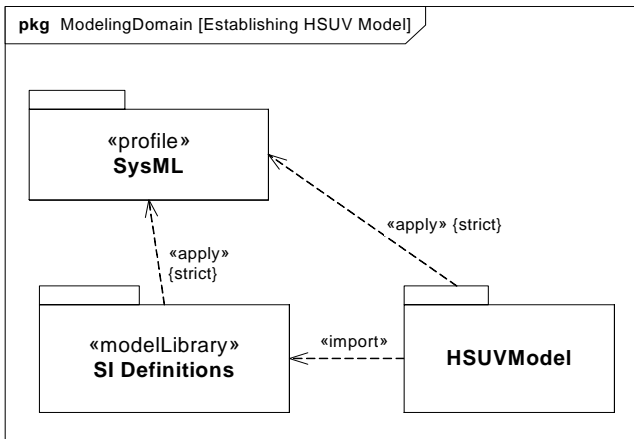 pkg ModelingDomain [Establishing HSUV Model]
«profile»
SysML
«apply» {strict}
«apply»
{strict}
«modelLibrary»
SI Definitions
«import»
HSUVModel